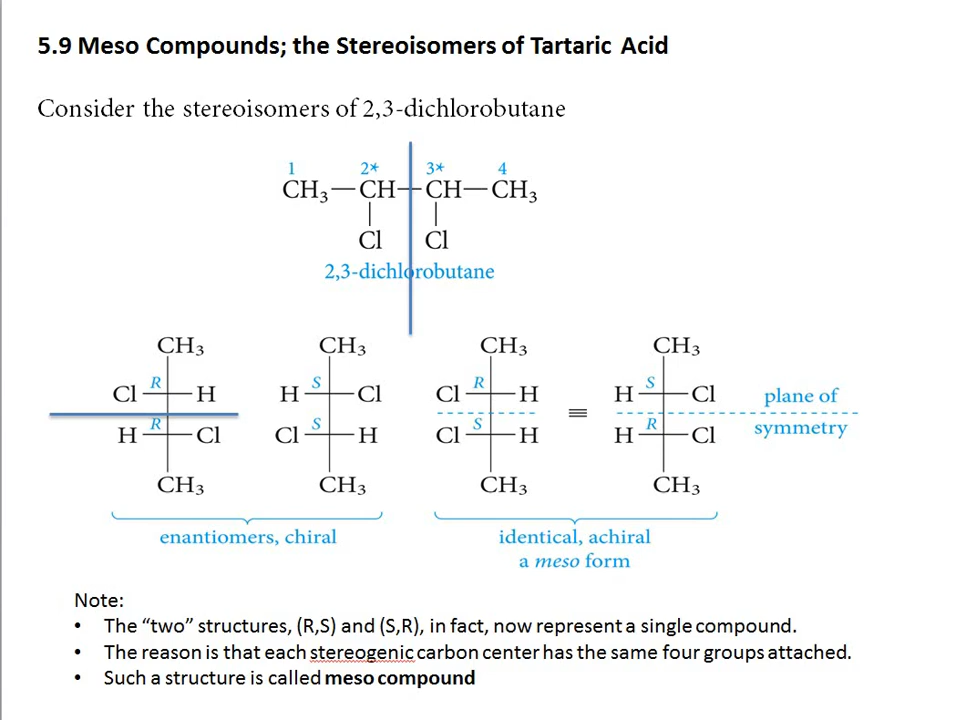 5.9 Meso Compounds; the Stereoisomers of Tartaric Acid
Consider the stereoisomers of 2,3-dichlorobutane
1 2* 3* 4
CH₃—CH—CH—CH₃
Cl Cl
2,3-dichlorobutane
CH₃ CH₃ CH₃ CH₃
Cl R H H S Cl Cl R H ≡ H S Cl plane of
H R Cl Cl S H Cl S H H R Cl symmetry
CH₃ CH₃ CH₃ CH₃
enantiomers, chiral identical, achiral
a meso form
Note:
• The “two” structures, (R,S) and (S,R), in fact, now represent a single compound.
• The reason is that each stereogenic carbon center has the same four groups attached.
• Such a structure is called meso compound